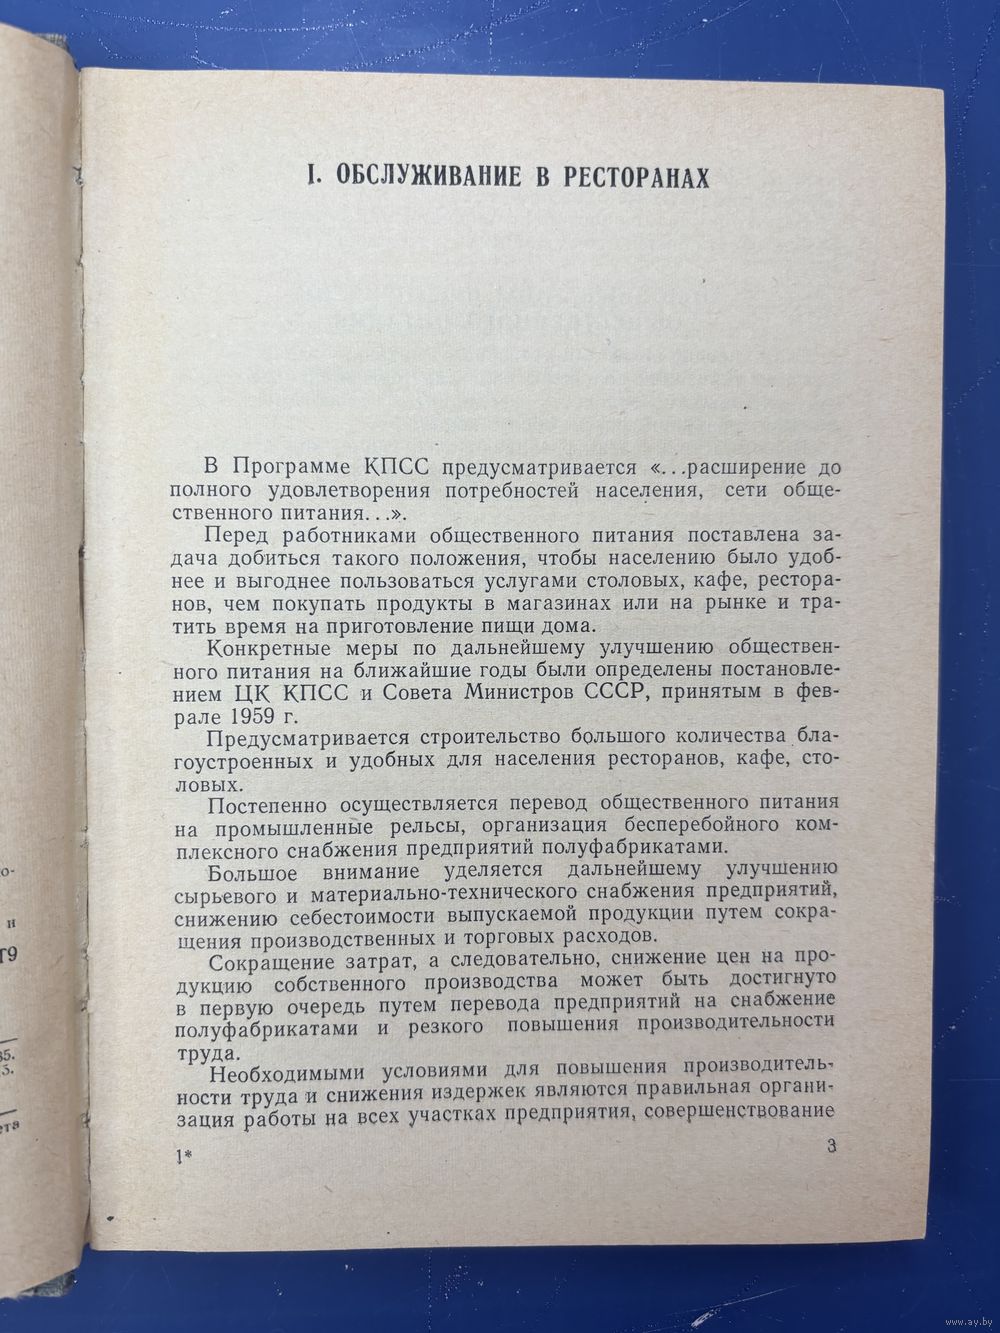 I. ОБСЛУЖИВАНИЕ В РЕСТОРАНАХ
В Программе КПСС предусматривается «...расширение до
полного удовлетворения потребностей населения, сети обще-
ственного питания...».
Перед работниками общественного питания поставлена за-
дача добиться такого положения, чтобы населению было удоб-
нее и выгоднее пользоваться услугами столовых, кафе, рестора-
нов, чем покупать продукты в магазинах или на рынке и тра-
тить время на приготовление пищи дома.
Конкретные меры по дальнейшему улучшению обществен-
ного питания на ближайшие годы были определены постановле-
нием ЦК КПСС и Совета Министров СССР, принятым в фев-
рале 1959 г.
Предусматривается строительство большого количества бла-
гоустроенных и удобных для населения ресторанов, кафе, сто-
ловых.
Постепенно осуществляется перевод общественного питания
на промышленные рельсы, организация бесперебойного ком-
плексного снабжения предприятий полуфабрикатами.
Большое внимание уделяется дальнейшему улучшению
сырьевого и материально-технического снабжения предприятий,
снижению себестоимости выпускаемой продукции путем сокра-
щения производственных и торговых расходов.
Сокращение затрат, а следовательно, снижение цен на про-
дукцию собственного производства может быть достигнуто
в первую очередь путем перевода предприятий на снабжение
полуфабрикатами и резкого повышения производительности
труда.
Необходимыми условиями для повышения производитель-
ности труда и снижения издержек являются правильная органи-
зация работы на всех участках предприятия, совершенствование
1*
3
о-
и
Т9
35.
3.
ета
www.ay.by